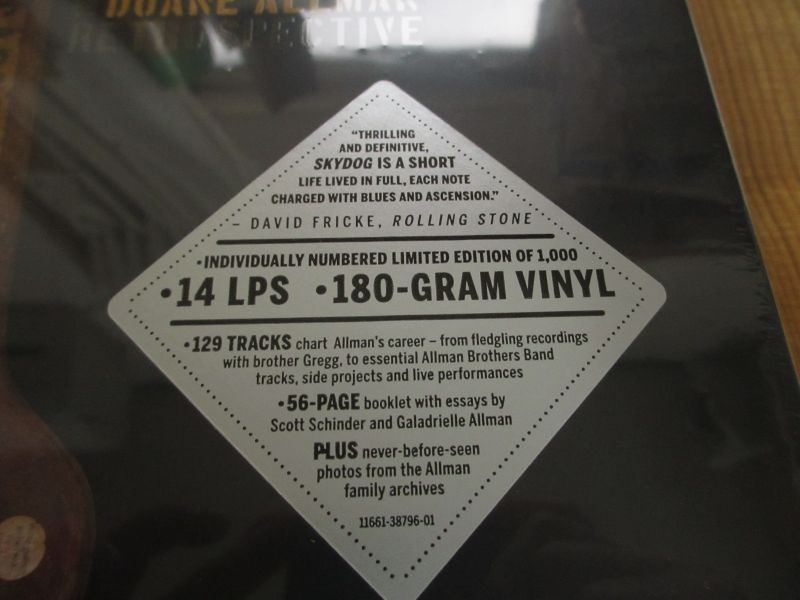 DUANE ALLMAN
RETROSPECTIVE
“THRILLING
AND DEFINITIVE,
SKYDOG IS A SHORT
LIFE LIVED IN FULL, EACH NOTE
CHARGED WITH BLUES AND ASCENSION.”
– DAVID FRICKE, ROLLING STONE
•INDIVIDUALLY NUMBERED LIMITED EDITION OF 1,000
•14 LPS •180-GRAM VINYL
•129 TRACKS chart Allman's career – from fledgling recordings
with brother Gregg, to essential Allman Brothers Band
tracks, side projects and live performances
•56-PAGE booklet with essays by
Scott Schinder and Galadrielle Allman
PLUS never-before-seen
photos from the Allman
family archives
11661-38796-01